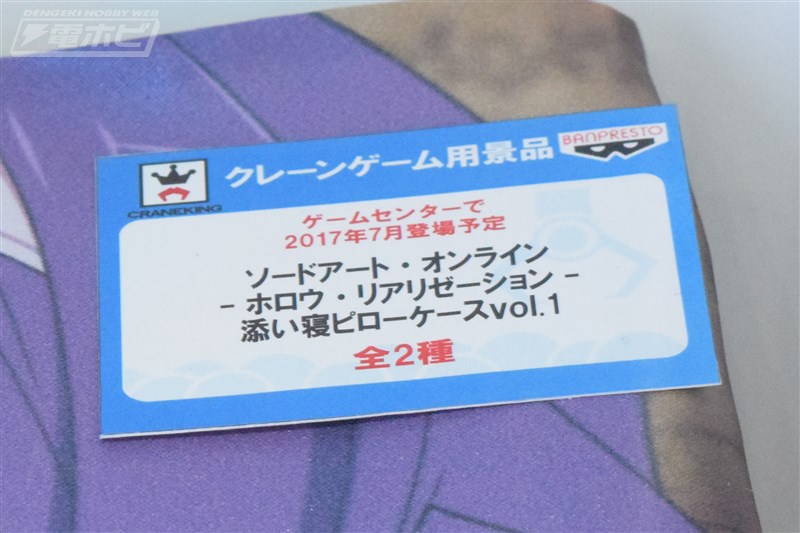 DENGEKI HOBBY WEB
電ホビ
クレーンゲーム用景品
BANPRESTO
CRANEKING
ゲームセンターで
2017年7月登場予定
ソードアート・オンライン
- ホロウ・リアリゼーション -
添い寝ピローケースvol.1
全2種